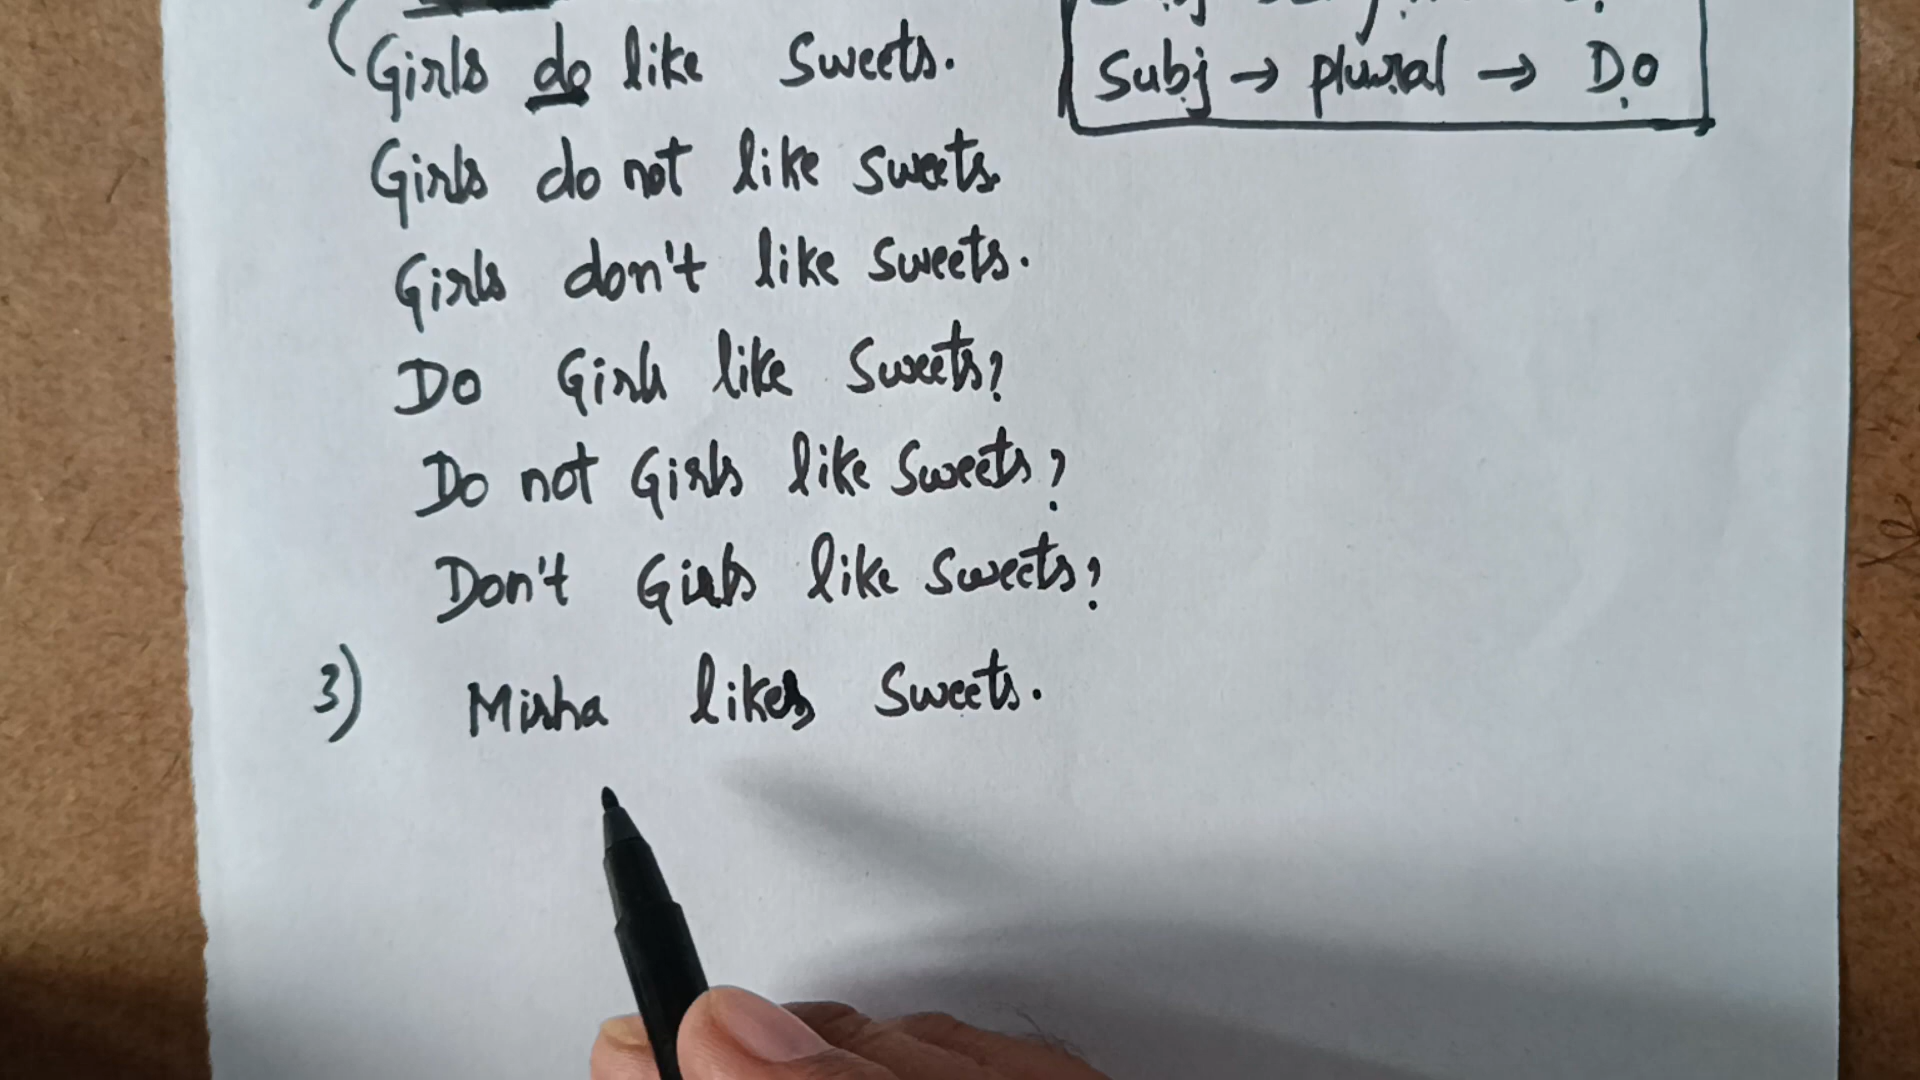 Girls do like Sweets.
Subj → plural → Do
Girls do not like sweets.
Girls don't like sweets.
Do Girls like Sweets?
Do not Girls like Sweets?
Don't Girls like Sweets?
3) Misha likes Sweets.